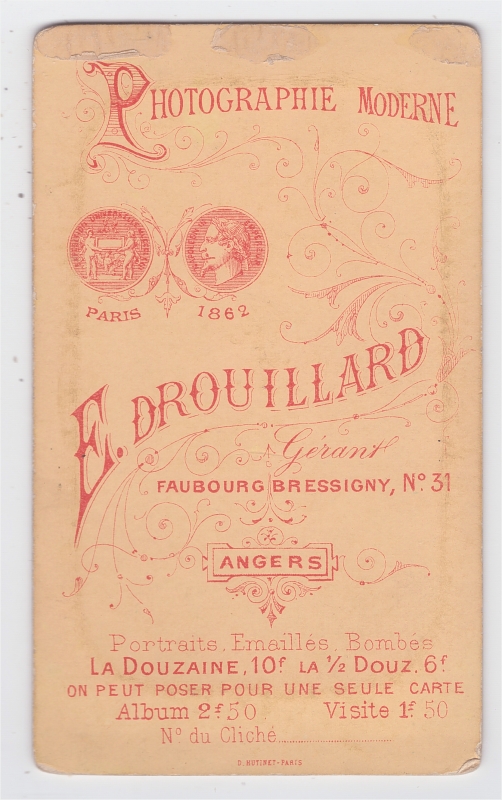 PHOTOGRAPHIE MODERNE
PARIS 1862
E. DROUILLARD
Gérant
FAUBOURG BRESSIGNY, Nº 31
ANGERS
Portraits, Emaillés, Bombés
LA DOUZAINE, 10f LA 1/2 DOUZ. 6f
ON PEUT POSER POUR UNE SEULE CARTE
Album 2f 50 Visite 1f 50
Nº du Cliché
D. HUTINET-PARIS